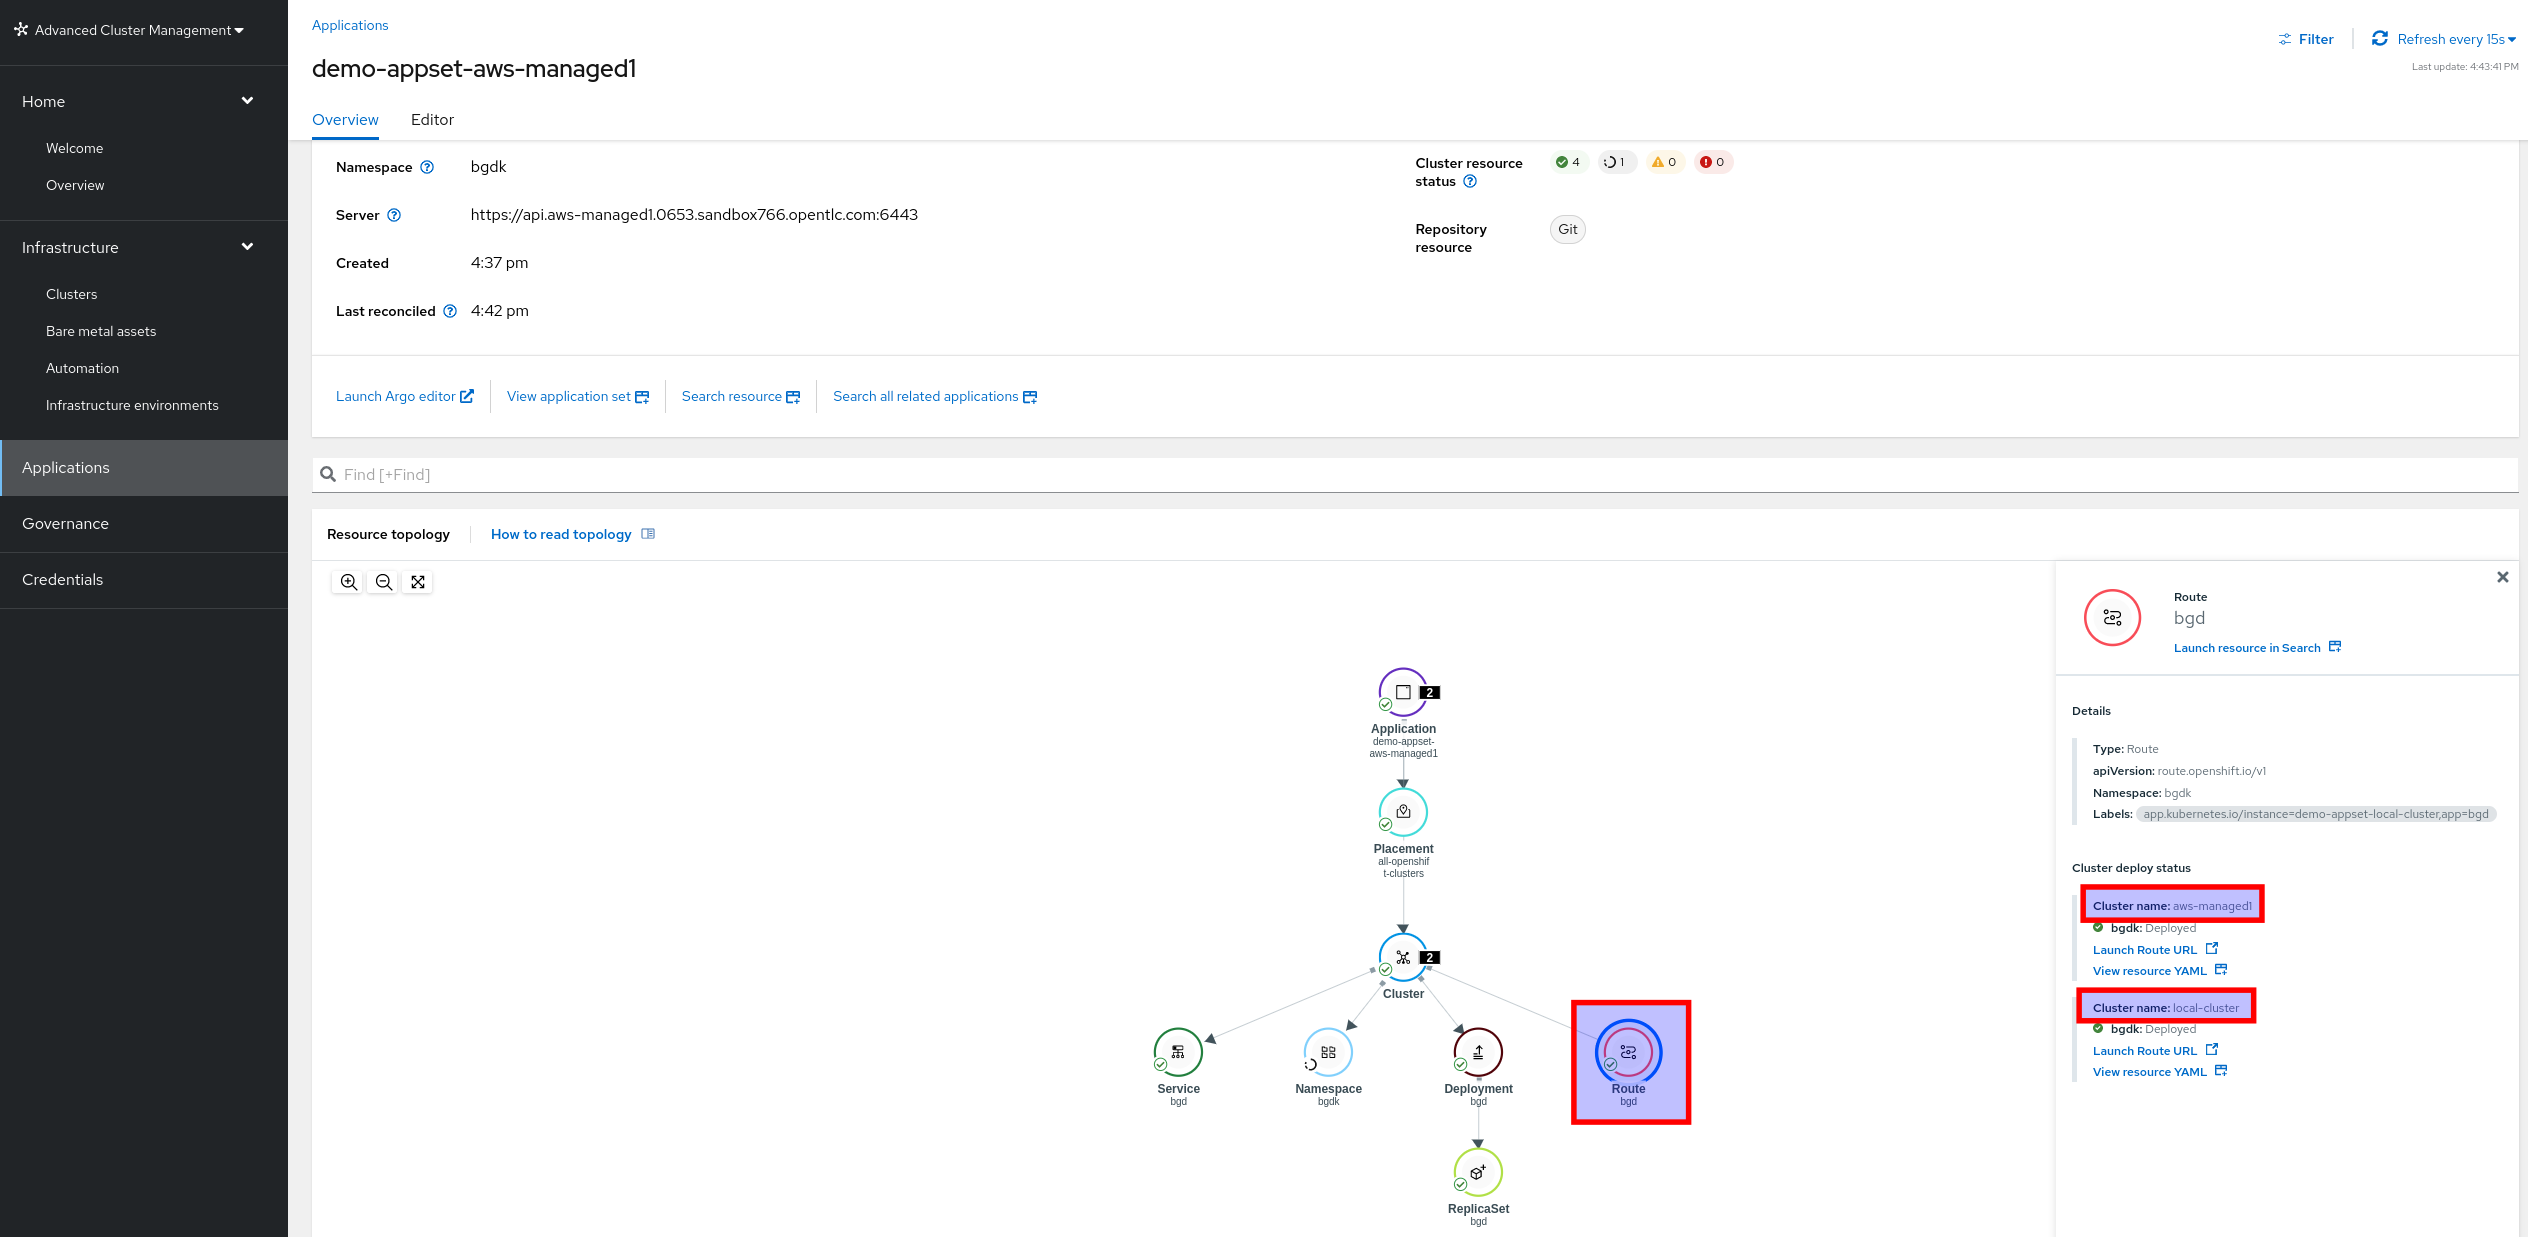 Advanced Cluster Management
Home
Welcome
Overview
Infrastructure
Clusters
Bare metal assets
Automation
Infrastructure environments
Applications
Governance
Credentials
Applications
demo-appset-aws-managed1
Filter
Refresh every 15s
Last update: 4:43:41 PM
Overview Editor
Namespace bgdk
Server https://api.aws-managed1.0653.sandbox766.opentlc.com:6443
Created 4:37 pm
Last reconciled 4:42 pm
Cluster resource
status
4 1 0 0
Repository
resource
Git
Launch Argo editor View application set Search resource Search all related applications
Find [+Find]
Resource topology How to read topology
2
Application
demo-appset-
aws-managed1
Placement
all-openshif
t-clusters
2
Cluster
Service
bgd
Namespace
bgdk
Deployment
bgd
Route
bgd
ReplicaSet
bgd
Route
bgd
Launch resource in Search
Details
Type: Route
apiVersion: route.openshift.io/v1
Namespace: bgdk
Labels: app.kubernetes.io/instance=demo-appset-local-cluster,app=bgd
Cluster deploy status
Cluster name: aws-managed1
bgdk: Deployed
Launch Route URL
View resource YAML
Cluster name: local-cluster
bgdk: Deployed
Launch Route URL
View resource YAML